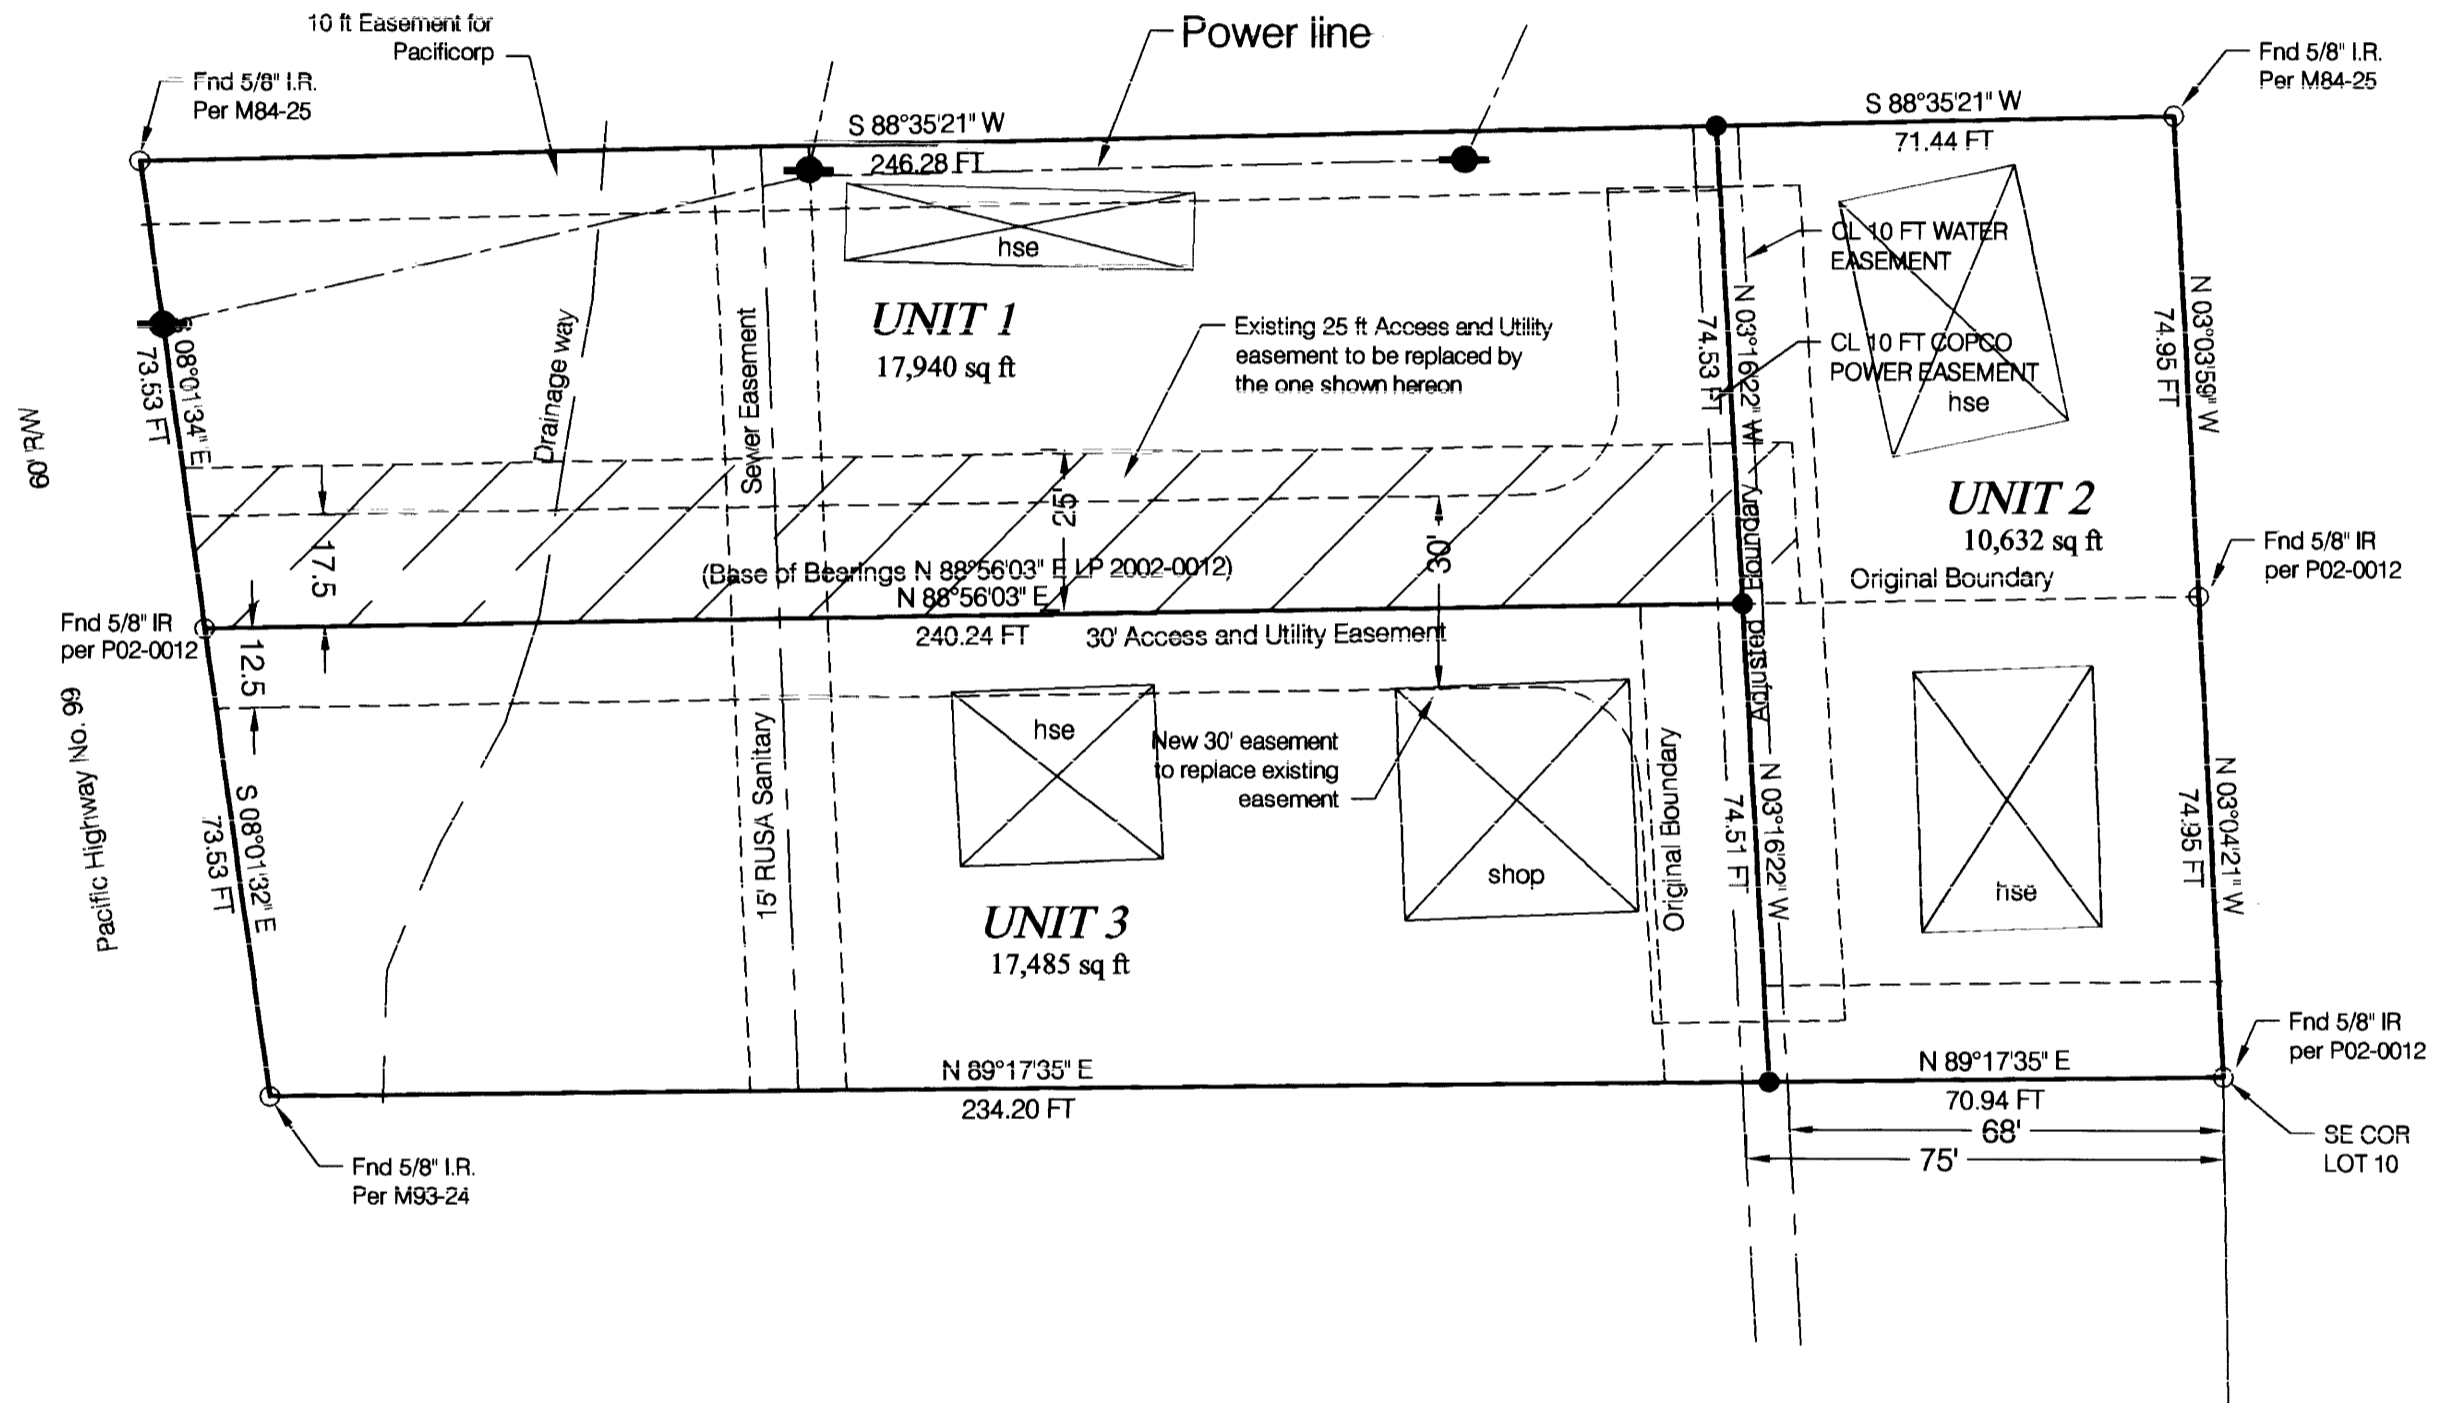 10 ft Easement for
Pacificorp
Power line
Fnd 5/8" I.R.
Per M84-25
Fnd 5/8" I.R.
Per M84-25
S 88°35'21" W
246.28 FT
S 88°35'21" W
71.44 FT
hse
CL 10 FT WATER
EASEMENT
UNIT 1
17,940 sq ft
Existing 25 ft Access and Utility
easement to be replaced by
the one shown hereon
CL 10 FT COPCO
POWER EASEMENT
hse
N 03°16'22" W
74.53 FT
N 03°03'59" W
74.95 FT
S 08°01'34" E
73.53 FT
60' R/W
Drainage way
Sewer Easement
UNIT 2
10,632 sq ft
25'
30'
17.5
(Base of Bearings N 88°56'03" E LP 2002-0012)
N 88°56'03" E
240.24 FT
30' Access and Utility Easement
Original Boundary
Fnd 5/8" IR
per P02-0012
Fnd 5/8" IR
per P02-0012
12.5
Adjusted Boundary
Pacific Highway No. 99
hse
New 30' easement
to replace existing
easement
shop
Original Boundary
15' RUSA Sanitary
S 08°01'32" E
73.53 FT
N 03°16'22" W
74.51 FT
hse
N 03°04'21" W
74.95 FT
UNIT 3
17,485 sq ft
Fnd 5/8" IR
per P02-0012
N 89°17'35" E
234.20 FT
N 89°17'35" E
70.94 FT
68'
75'
SE COR
LOT 10
Fnd 5/8" I.R.
Per M93-24